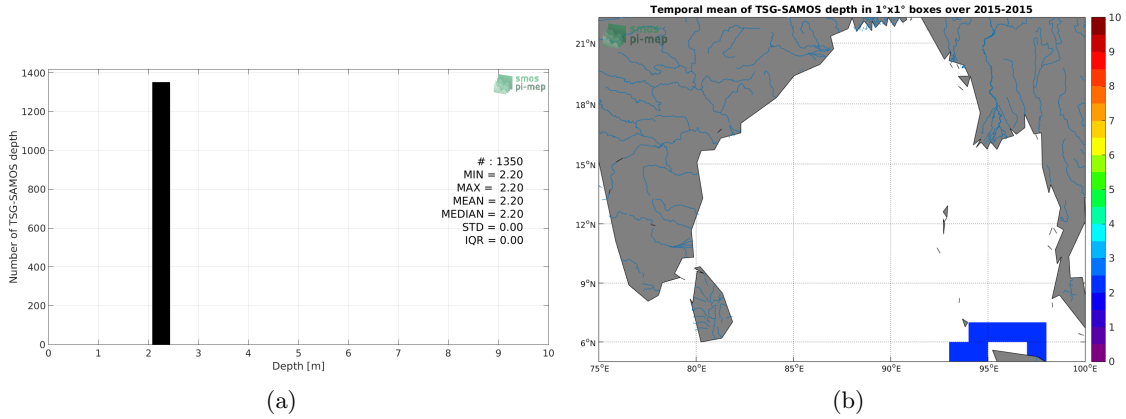 Temporal mean of TSG-SAMOS depth in 1°x1° boxes over 2015-2015
smos
pi-mep
Number of TSG-SAMOS depth
1400
1200
1000
800
600
400
200
0
# : 1350
MIN = 2.20
MAX = 2.20
MEAN = 2.20
MEDIAN = 2.20
STD = 0.00
IQR = 0.00
0 1 2 3 4 5 6 7 8 9 10
Depth [m]
(a)
smos
pi-mep
21°N
18°N
15°N
12°N
9°N
6°N
75°E 80°E 85°E 90°E 95°E 100°E
10
9
8
7
6
5
4
3
2
1
0
(b)